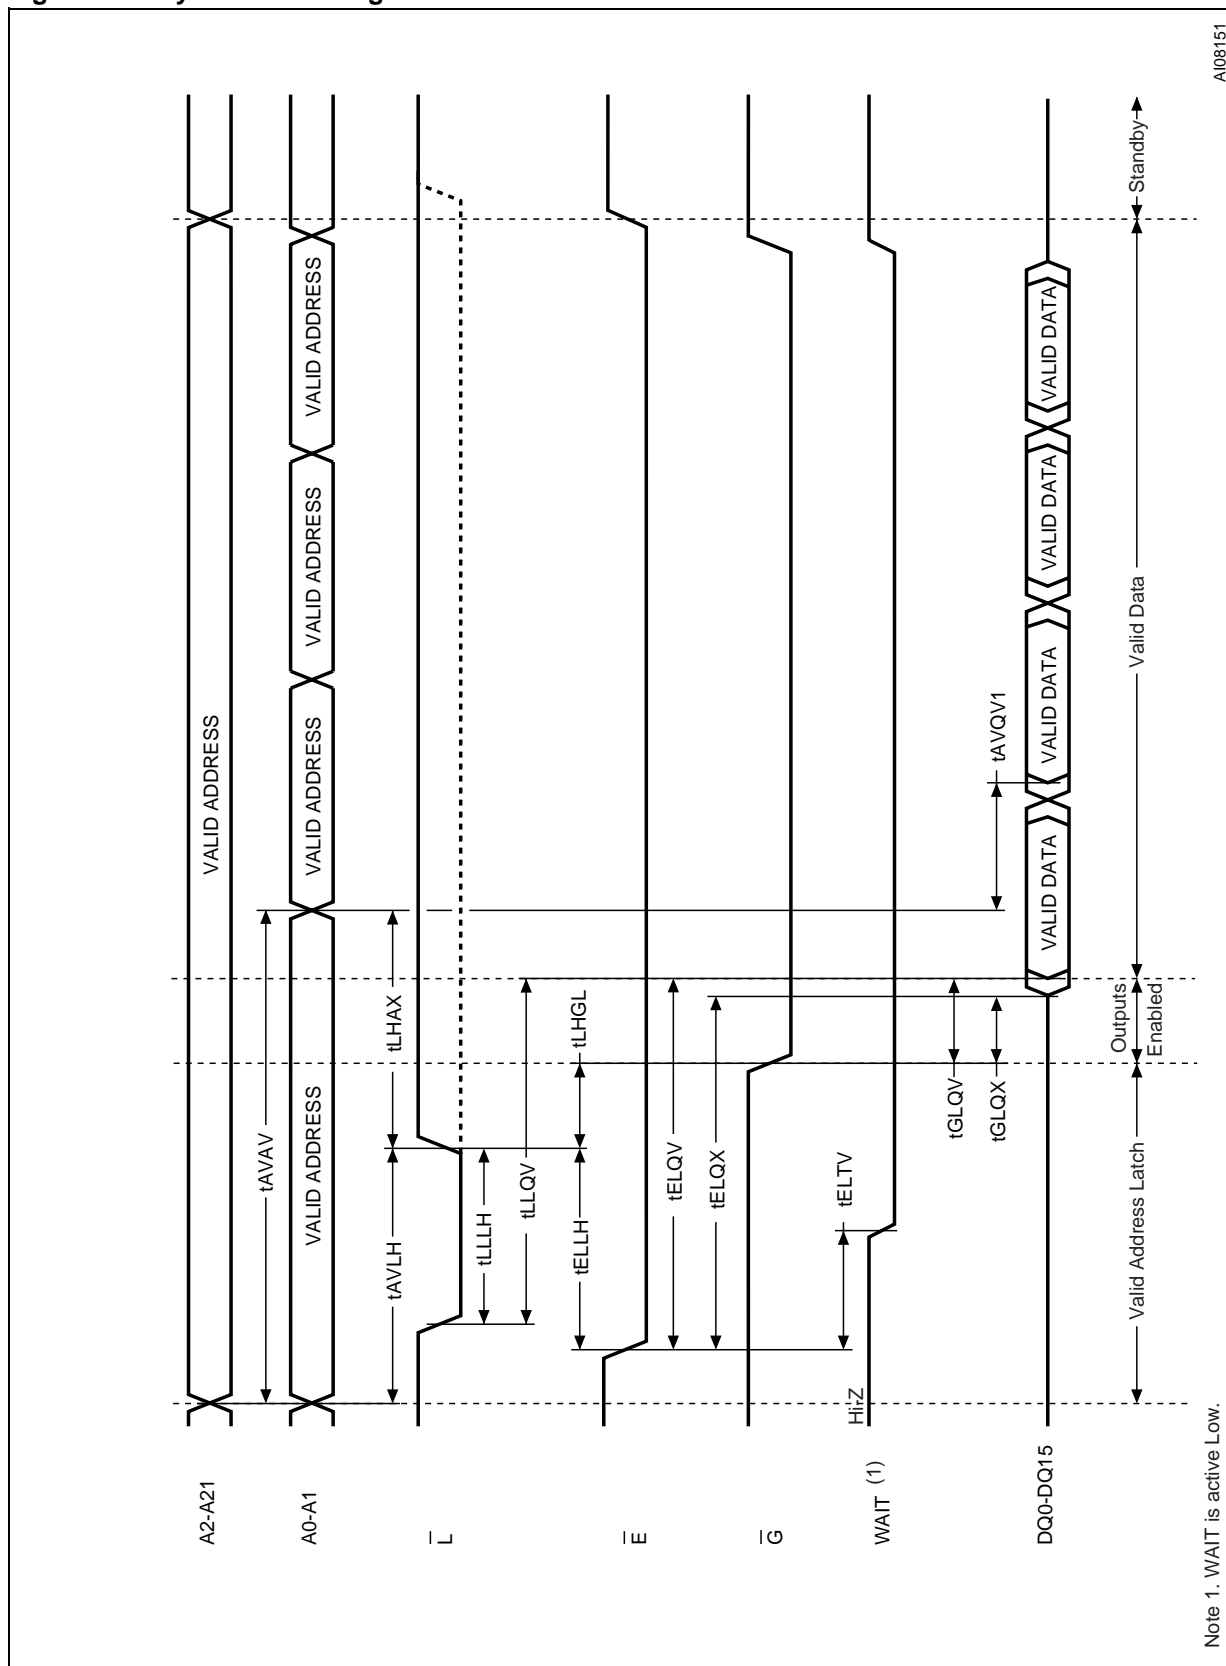 A2-A21
VALID ADDRESS
tAVAV
A0-A1
VALID ADDRESS
VALID ADDRESS
VALID ADDRESS
VALID ADDRESS
tAVLH
tLHAX
L
tLLLH
tLLQV
tELLH
tLHGL
E
tELQV
tELQX
G
tELTV
Hi-Z
WAIT (1)
tGLQV
tGLQX
tAVQV1
DQ0-DQ15
VALID DATA
VALID DATA
VALID DATA
VALID DATA
Valid Address Latch
Outputs
Enabled
Valid Data
Standby
Note 1. WAIT is active Low.
AI08151